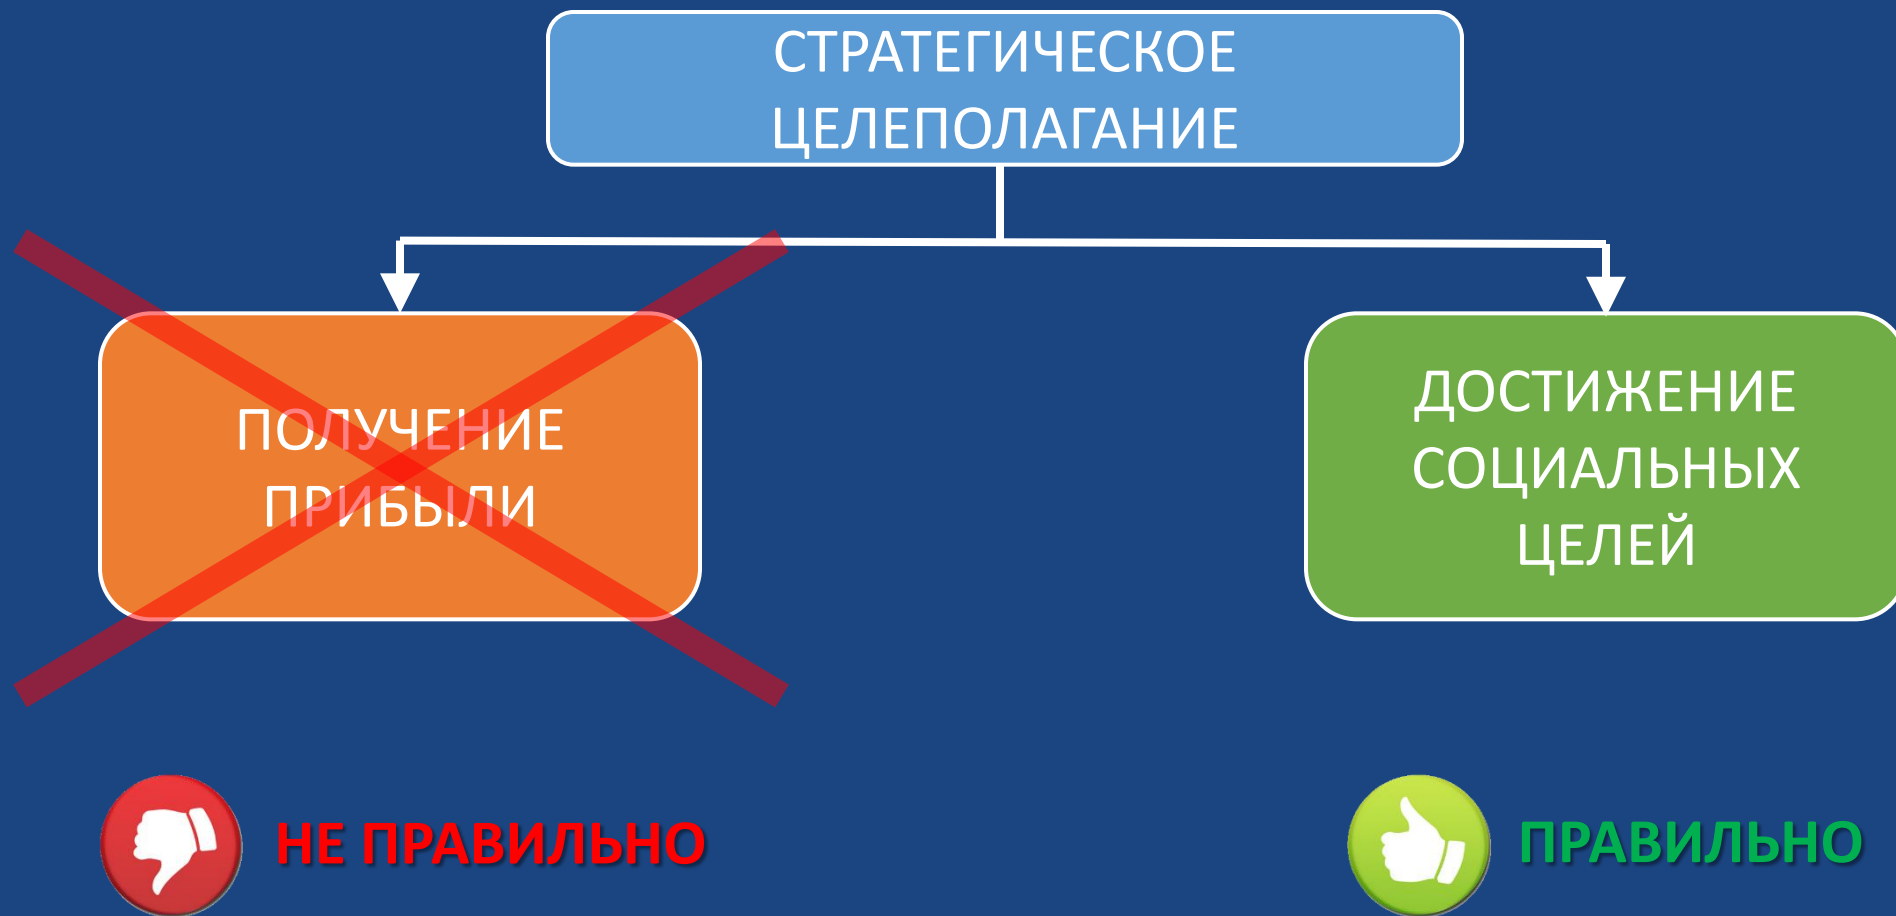 СТРАТЕГИЧЕСКОЕ
ЦЕЛЕПОЛАГАНИЕ
ПОЛУЧЕНИЕ
ПРИБЫЛИ
ДОСТИЖЕНИЕ
СОЦИАЛЬНЫХ
ЦЕЛЕЙ
НЕ ПРАВИЛЬНО
ПРАВИЛЬНО